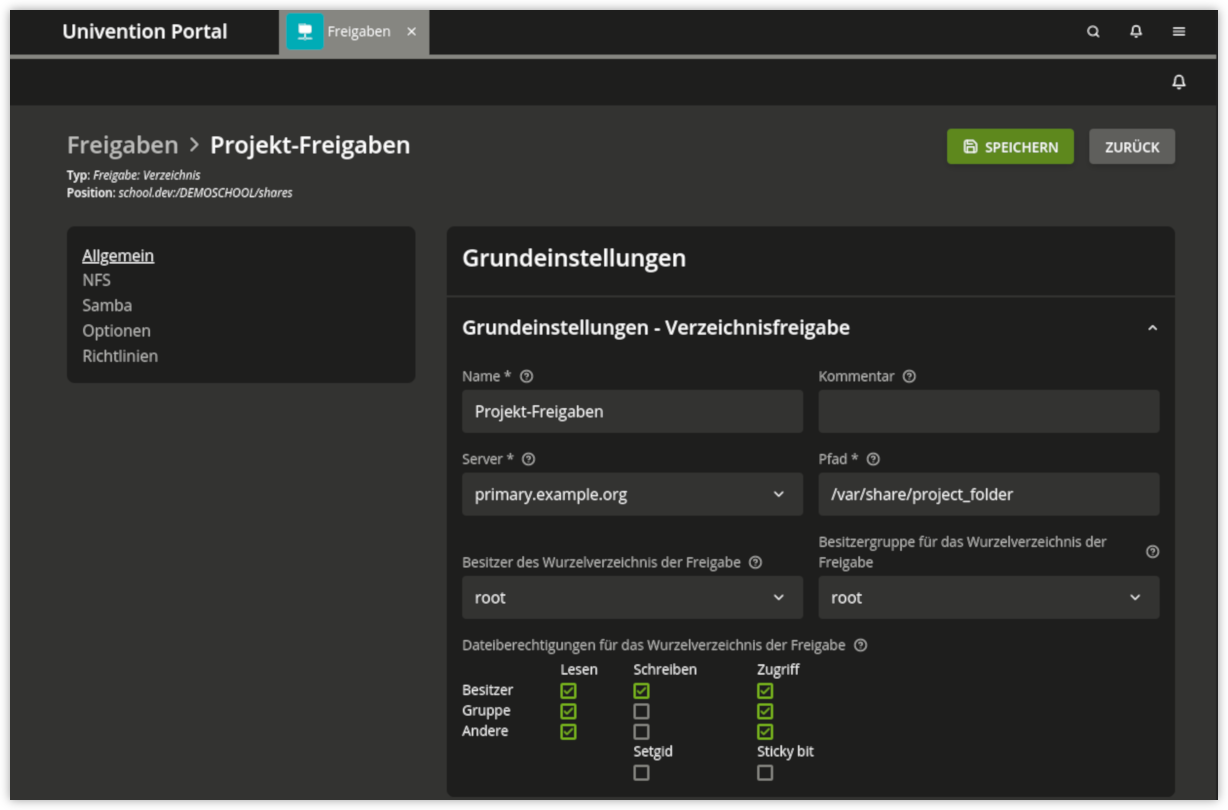 Univention Portal
Freigaben
Freigaben > Projekt-Freigaben
SPEICHERN
ZURÜCK
Typ: Freigabe: Verzeichnis
Position: school.dev:/DEMOSCHOOL/shares
Allgemein
NFS
Samba
Optionen
Richtlinien
Grundeinstellungen
Grundeinstellungen - Verzeichnisfreigabe
Name *
Kommentar
Projekt-Freigaben
Server *
Pfad *
primary.example.org
/var/share/project_folder
Besitzer des Wurzelverzeichnis der Freigabe
Besitzergruppe für das Wurzelverzeichnis der
Freigabe
root
root
Dateiberechtigungen für das Wurzelverzeichnis der Freigabe
Lesen Schreiben Zugriff
Besitzer
Gruppe
Andere
Setgid Sticky bit